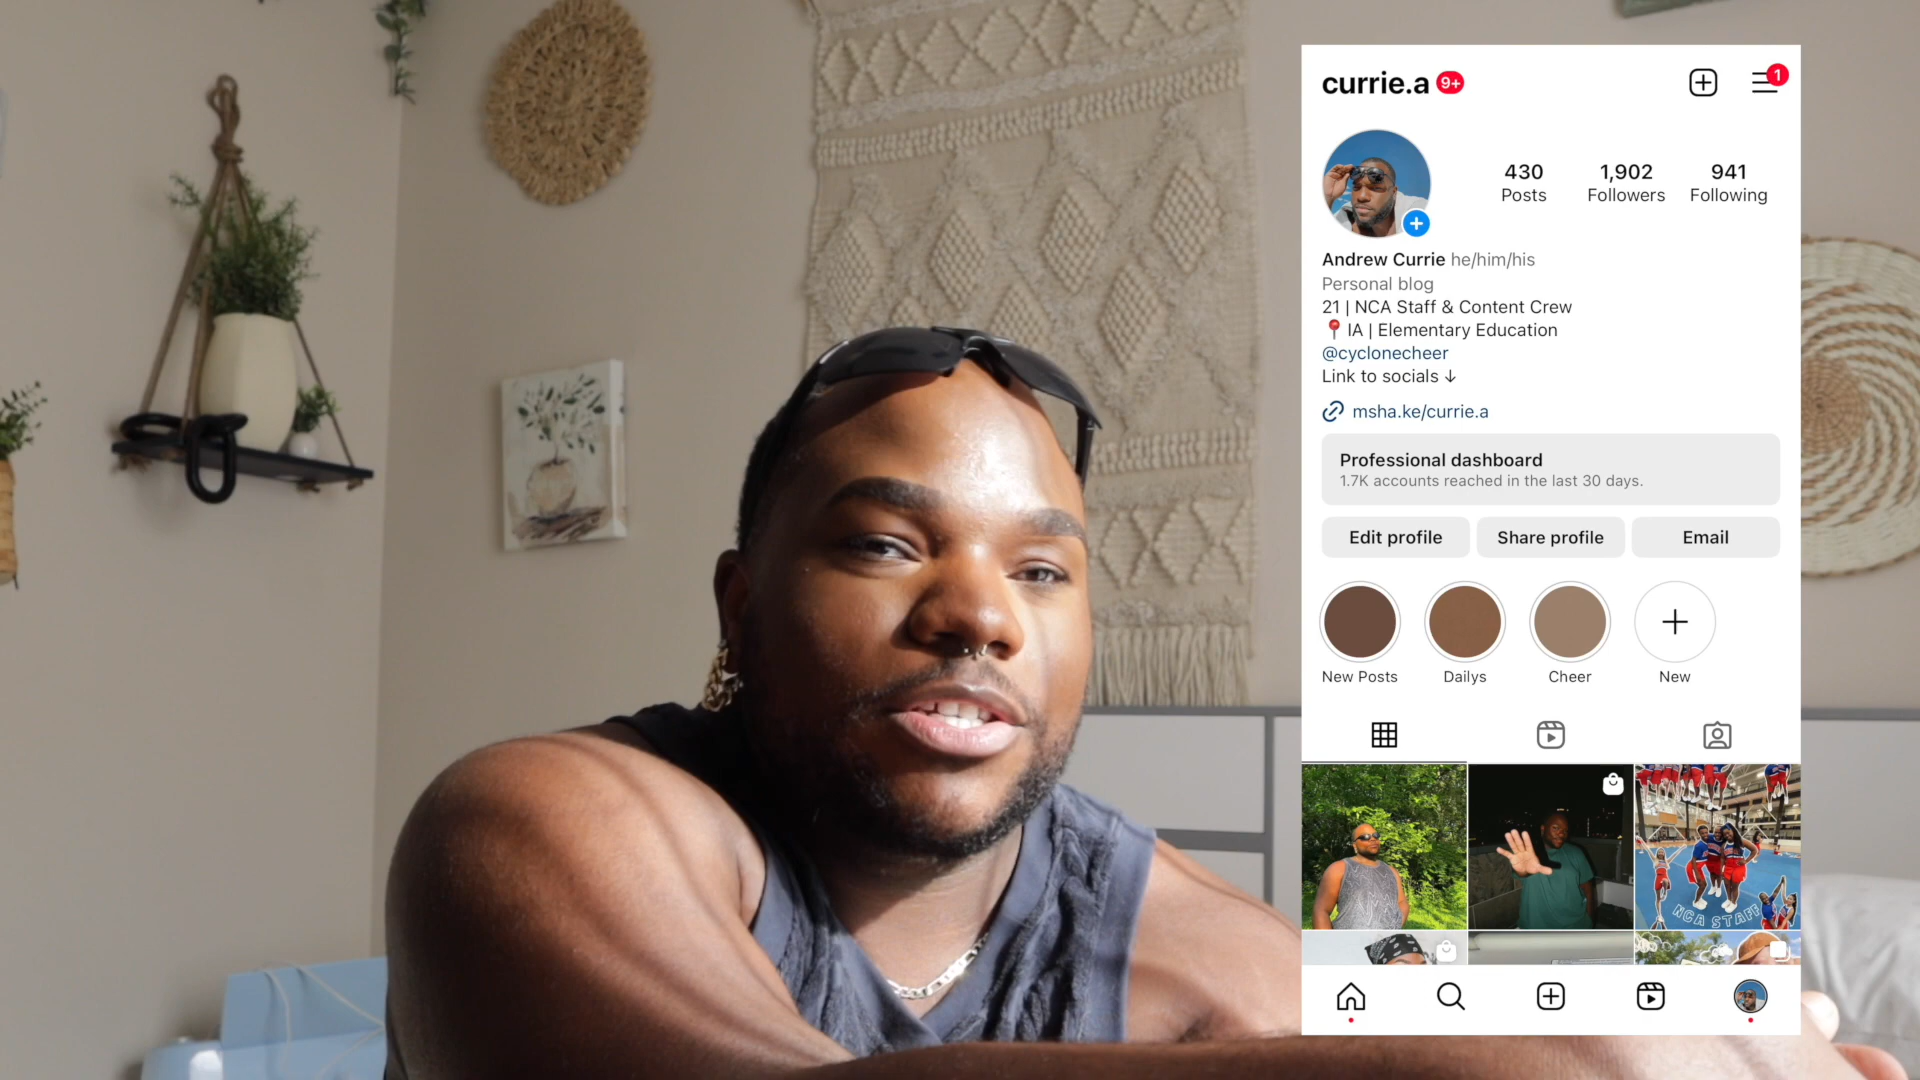 currie.a 9+
1
430 1,902 941
Posts Followers Following
Andrew Currie he/him/his
Personal blog
21 | NCA Staff & Content Crew
📍 IA | Elementary Education
@cyclonecheer
Link to socials ↓
msha.ke/currie.a
Professional dashboard
1.7K accounts reached in the last 30 days.
Edit profile Share profile Email
New Posts Dailys Cheer New
NCA STAFF